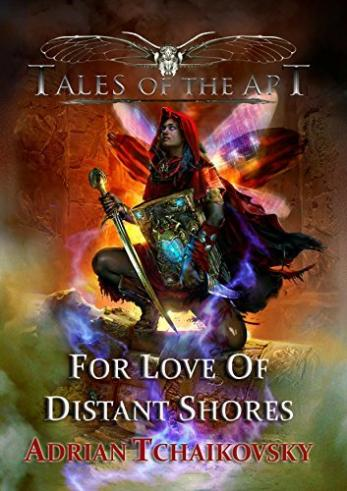 TALES OF THE APT
FOR LOVE OF
DISTANT SHORES
ADRIAN TCHAIKOVSKY